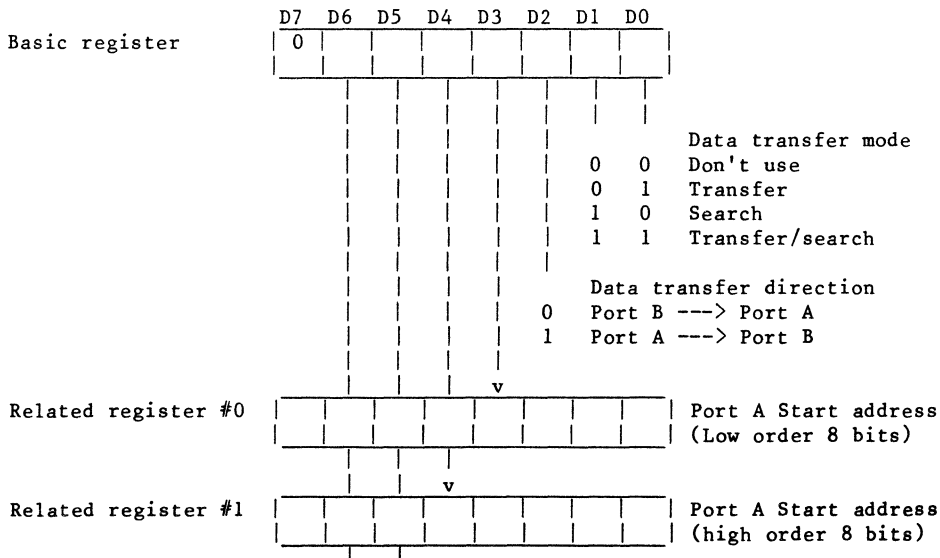 D7 D6 D5 D4 D3 D2 D1 D0
Basic register 0
Data transfer mode
0 0 Don't use
0 1 Transfer
1 0 Search
1 1 Transfer/search
Data transfer direction
0 Port B ---> Port A
1 Port A ---> Port B
v
Related register #0 Port A Start address
(Low order 8 bits)
v
Related register #1 Port A Start address
(high order 8 bits)